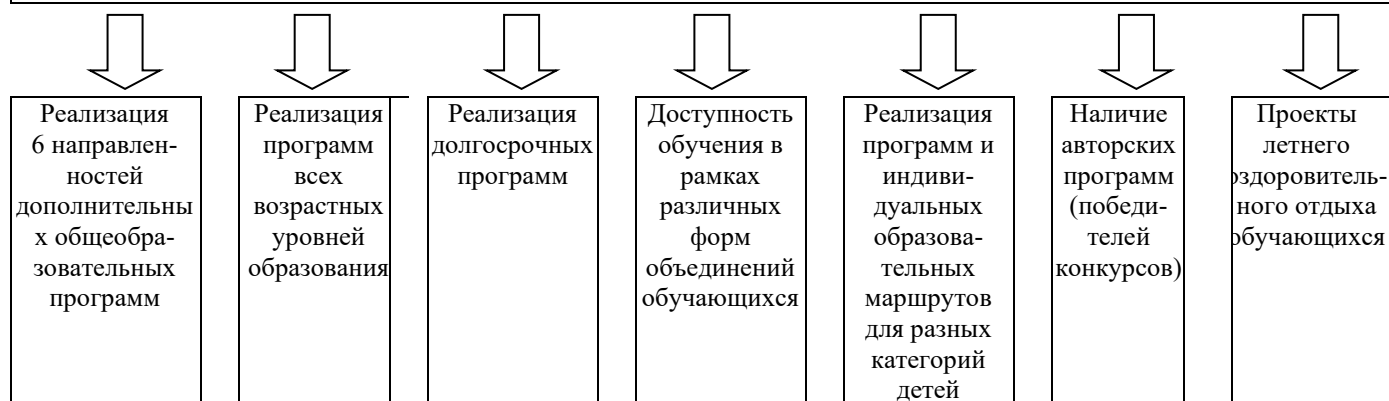 Реализация
6 направлен-
ностей
дополнительны
х общеобра-
зовательных
программ
Реализация
программ
всех
возрастных
уровней
образования
Реализация
долгосрочных
программ
Доступность
обучения в
рамках
различных
форм
объединений
обучающихся
Реализация
программ и
индиви-
дуальных
образова-
тельных
маршрутов
для разных
категорий
детей
Наличие
авторских
программ
(победи-
телей
конкурсов)
Проекты
летнего
оздоровитель-
ного отдыха
обучающихся